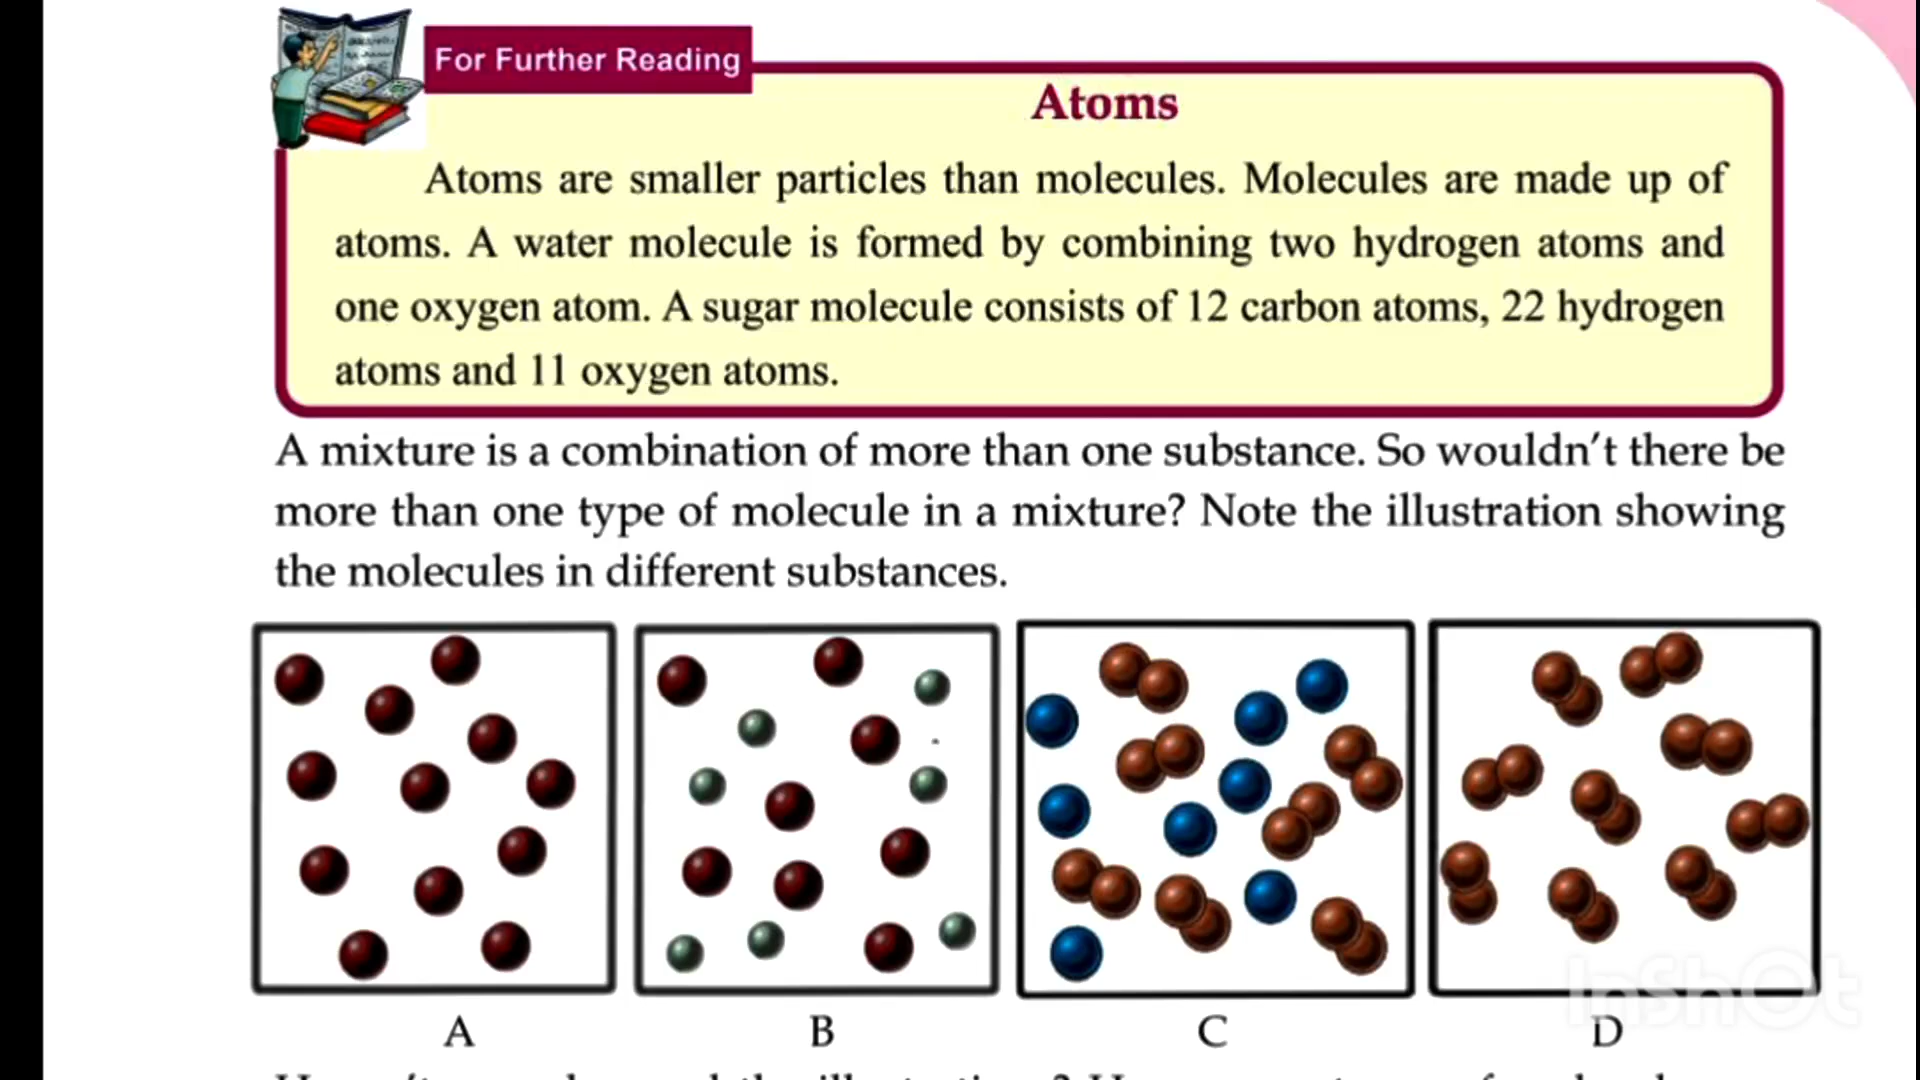 For Further Reading
Atoms
Atoms are smaller particles than molecules. Molecules are made up of
atoms. A water molecule is formed by combining two hydrogen atoms and
one oxygen atom. A sugar molecule consists of 12 carbon atoms, 22 hydrogen
atoms and 11 oxygen atoms.
A mixture is a combination of more than one substance. So wouldn't there be
more than one type of molecule in a mixture? Note the illustration showing
the molecules in different substances.
A B C D
InShOt